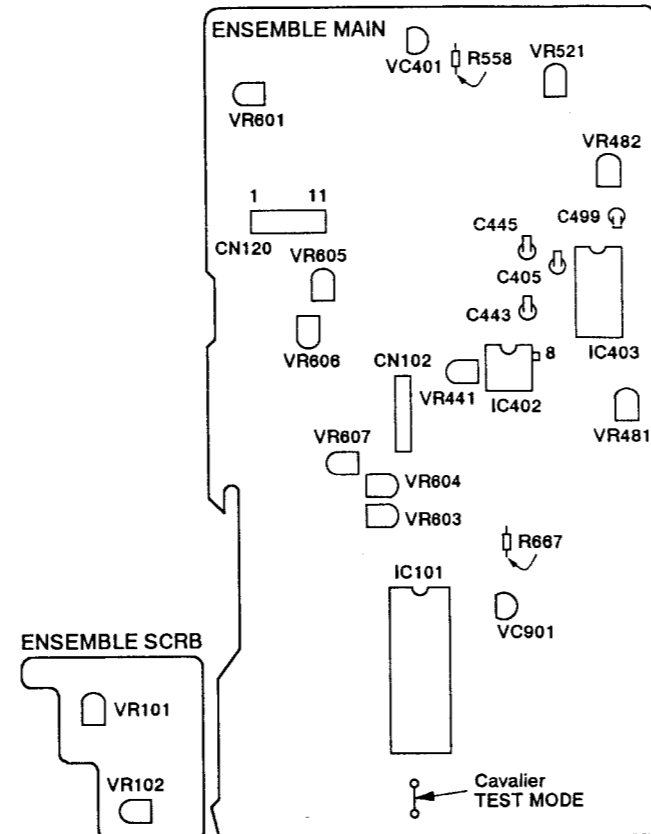 ENSEMBLE MAIN
VC401
R558
VR521
VR601
VR482
1 11
CN120
C445
C499
VR605
C405
C443
VR606
CN102
8
IC403
VR441
IC402
VR481
VR607
VR604
VR603
R667
IC101
VC901
ENSEMBLE SCRB
VR101
VR102
Cavalier
TEST MODE